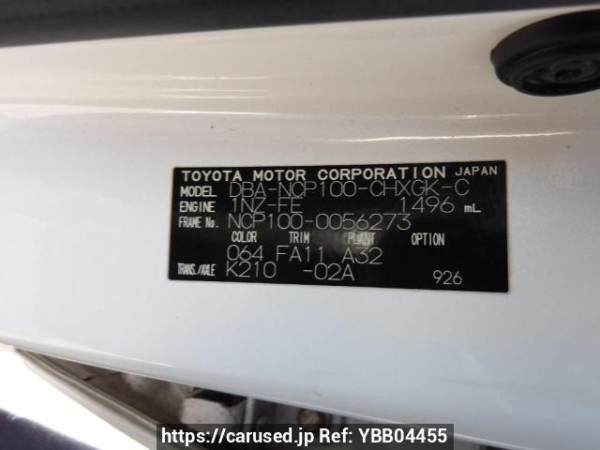 TOYOTA MOTOR CORPORATION JAPAN
MODEL DBA-NCP100-CHXGK-C
ENGINE 1NZ-FE 1496 mL
FRAME No. NCP100-0056273
COLOR TRIM PLANT OPTION
064 FA11 A32
TRANS./AXLE K210 -02A 926
https://carused.jp Ref: YBB04455